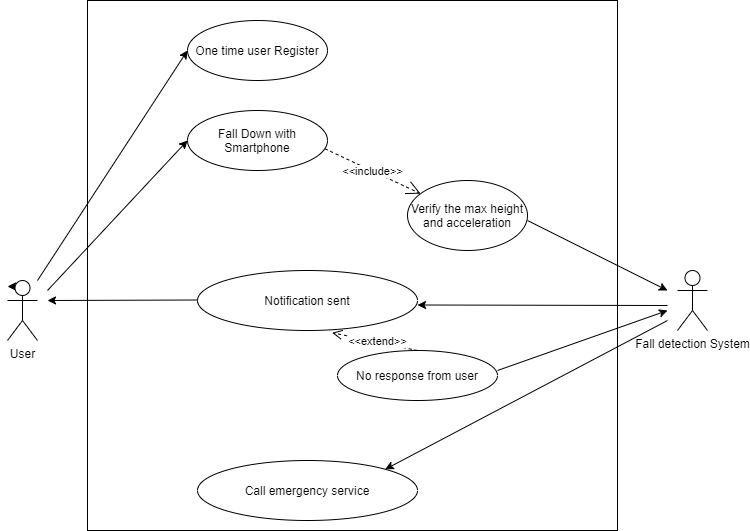 One time user Register
Fall Down with
Smartphone
<<include>>
Verify the max height
and acceleration
Notification sent
<<extend>>
User
Fall detection System
No response from user
Call emergency service